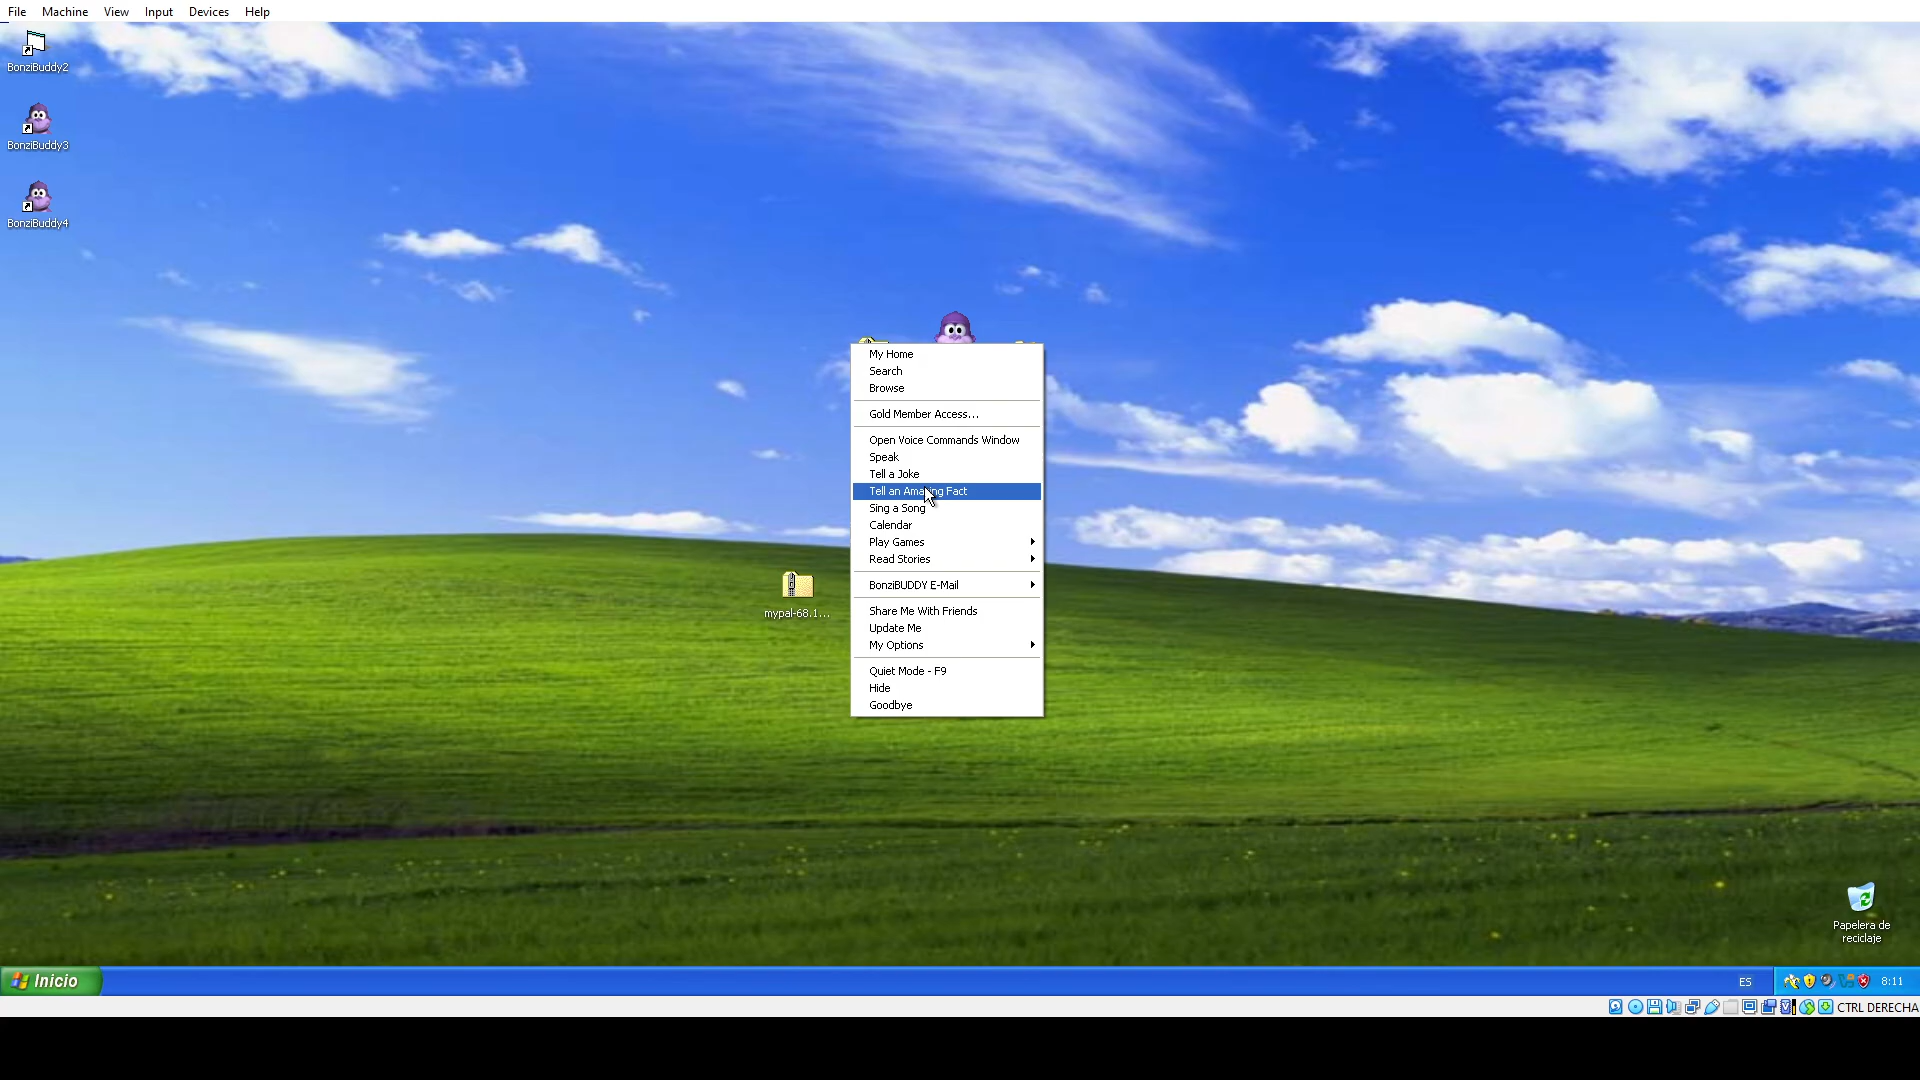 File Machine View Input Devices Help
BonziBuddy2
BonziBuddy3
BonziBuddy4
My Home
Search
Browse
Gold Member Access...
Open Voice Commands Window
Speak
Tell a Joke
Tell an Amazing Fact
Sing a Song
Calendar
Play Games
Read Stories
BonziBUDDY E-Mail
Share Me With Friends
Update Me
My Options
Quiet Mode - F9
Hide
Goodbye
mypal-68.1...
Papelera de
reciclaje
Inicio
ES
8:11
CTRL DERECHA